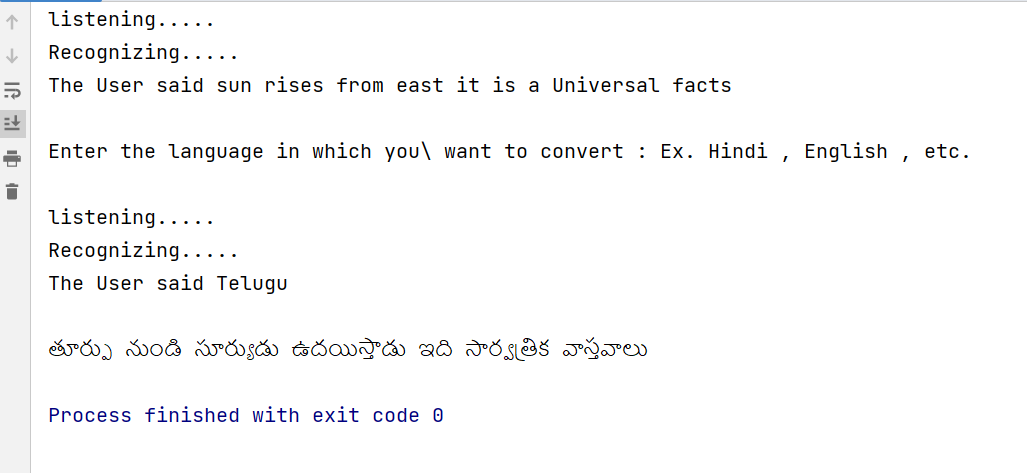 listening.....
Recognizing.....
The User said sun rises from east it is a Universal facts
Enter the language in which you\ want to convert : Ex. Hindi , English , etc.
listening.....
Recognizing.....
The User said Telugu
తూర్పు నుండి సూర్యుడు ఉదయిస్తాడు ఇది సార్వత్రిక వాస్తవాలు
Process finished with exit code 0